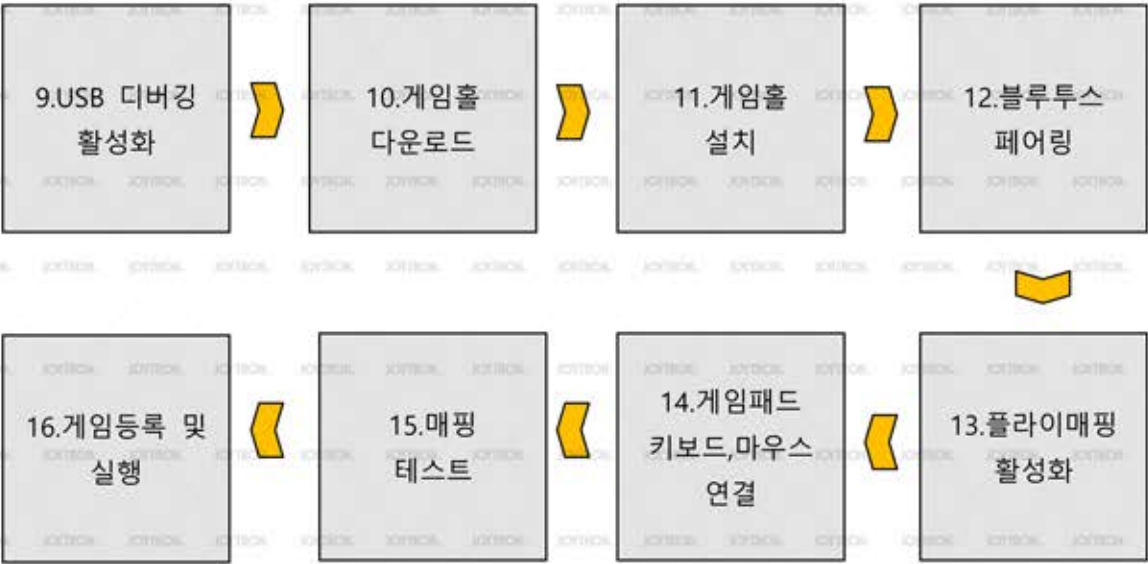 9.USB 디버깅
활성화
10.게임홀
다운로드
11.게임홀
설치
12.블루투스
페어링
13.플라이매핑
활성화
14.게임패드
키보드,마우스
연결
15.매핑
테스트
16.게임등록 및
실행